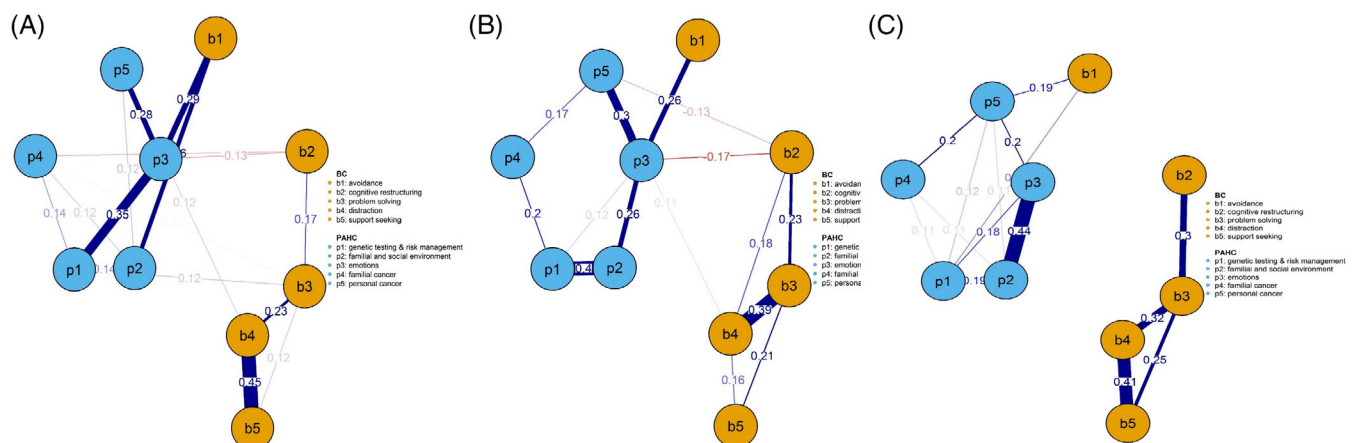 (A)
b1
p5
0.29
0.28
p4
p3
6
b2
0.13
0.12
0.12
0.14
0.12
0.35
0.17
p1
0.14
p2
0.12
b3
0.23
b4
0.12
0.45
b5
BC
b1: avoidance
b2: cognitive restructuring
b3: problem solving
b4: distraction
b5: support seeking
PAHC
p1: genetic testing & risk management
p2: familial and social environment
p3: emotions
p4: familial cancer
p5: personal cancer
(B)
b1
p5
0.26
-0.13
0.17
0.3
p4
p3
-0.17
b2
0.2
0.12
0.26
0.11
0.23
0.18
p1
0.4
p2
b3
0.39
b4
0.21
0.16
b5
BC
b1: avoidan
b2: cognitive
b3: problem
b4: distracti
b5: support
PAHC
p1: genetic
p2: familial
p3: emotion
p4: familial
p5: persona
(C)
b1
p5
0.19
0.2
0.2
p4
p3
0.12
0.11
b2
0.11
0.11
0.18
0.44
p1
0.19
p2
0.3
b3
0.32
b4
0.25
0.41
b5
BC
b1: avoidance
b2: cognitive restructuring
b3: problem solving
b4: distraction
b5: support seeking
PAHC
p1: genetic testing & risk management
p2: familial and social environment
p3: emotions
p4: familial cancer
p5: personal cancer